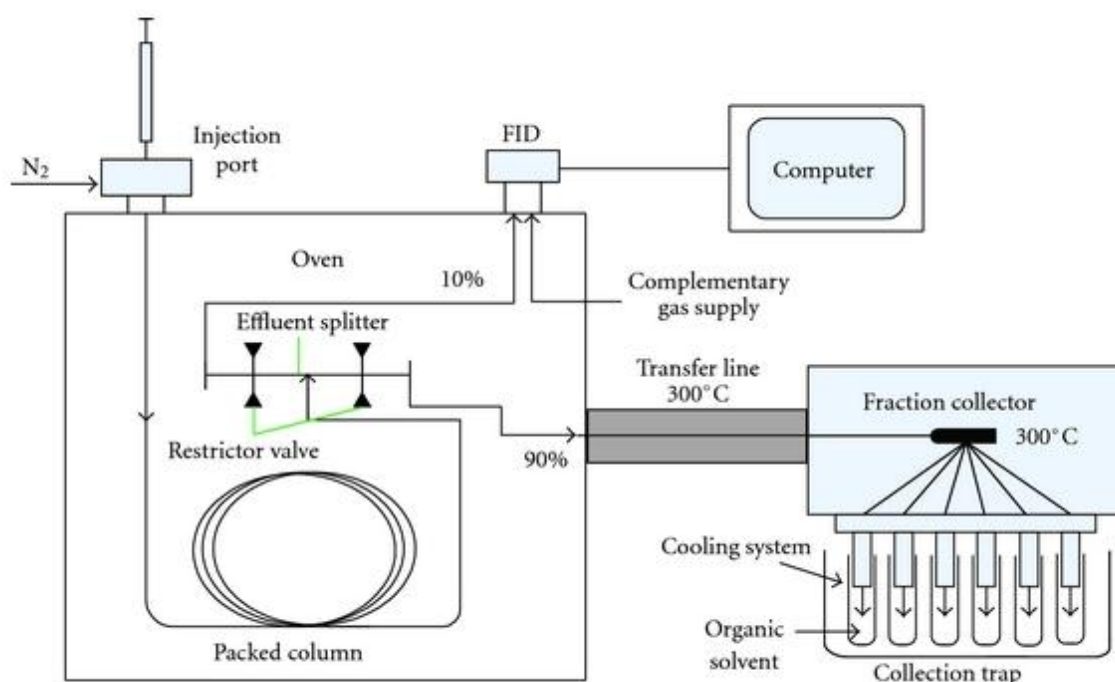 Injection
port
FID
N₂
Computer
Oven
10%
Complementary
gas supply
Effluent splitter
Transfer line
300°C
Fraction collector
300°C
Restrictor valve
90%
Cooling system
Organic
solvent
Packed column
Collection trap